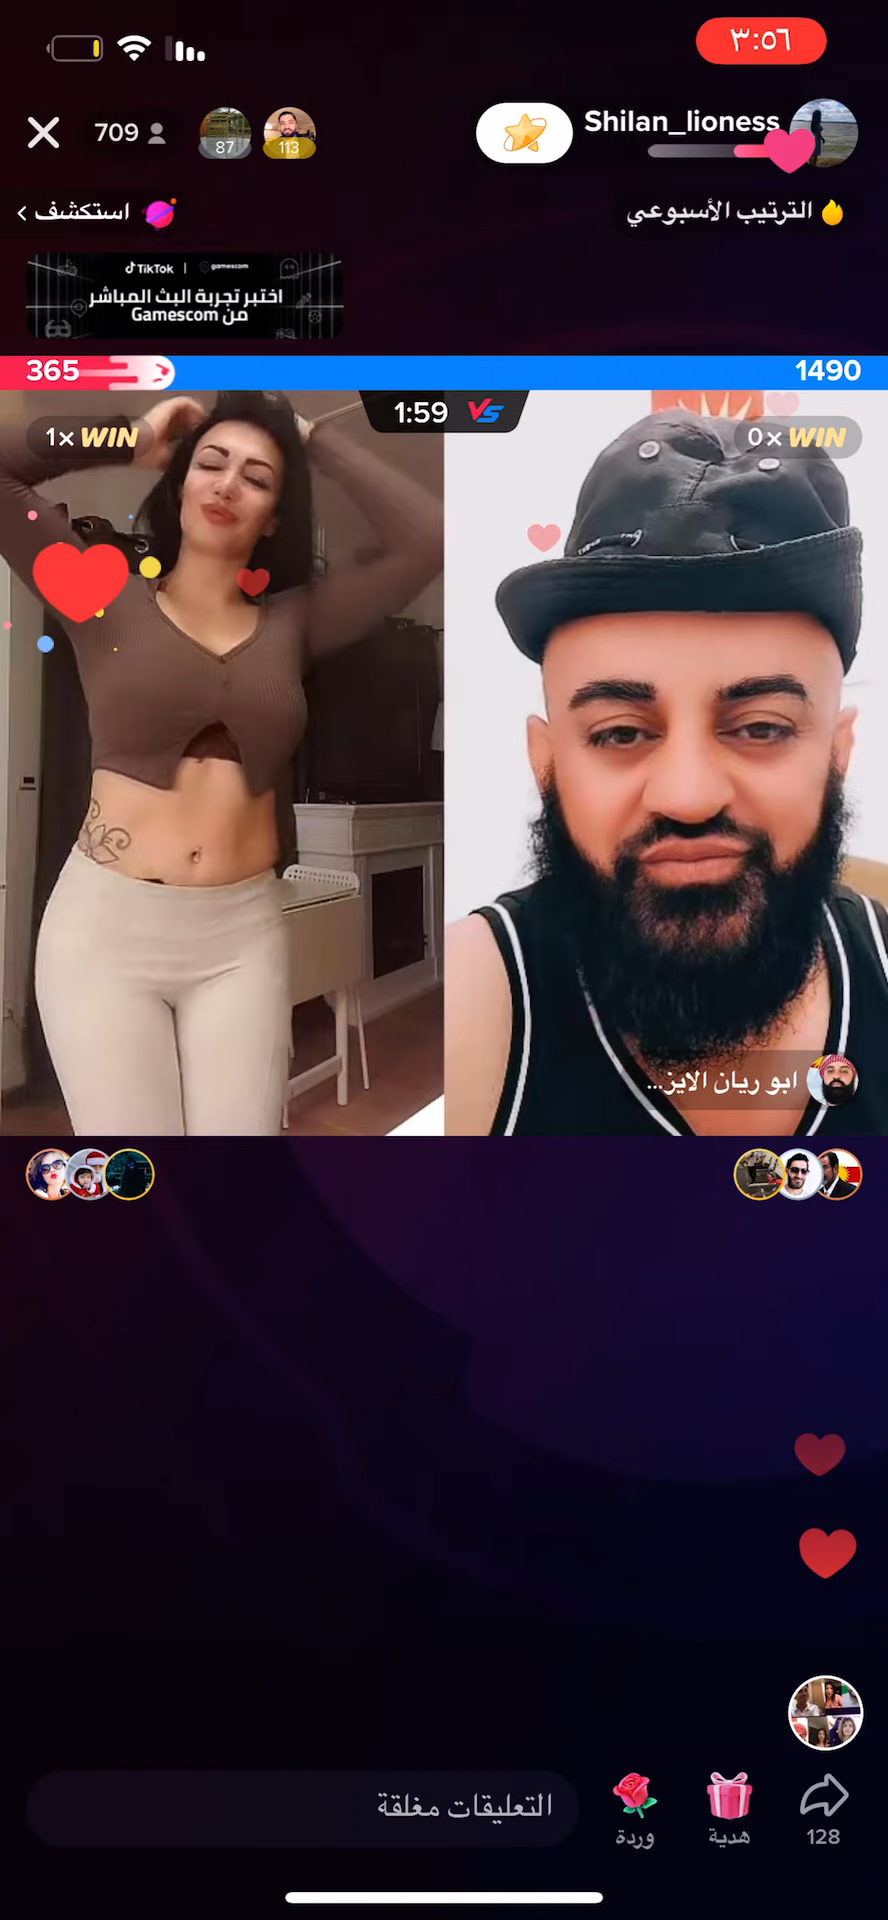 ٣:٥٦
709
87
113
Shilan_lioness
استكشف >
الترتيب الأسبوعي
TikTok | gamescom
اختبر تجربة البث المباشر
من Gamescom
365
1490
1:59 VS
1x WIN
0x WIN
ابو ريان الايز...
التعليقات مغلقة
وردة
هدية
128